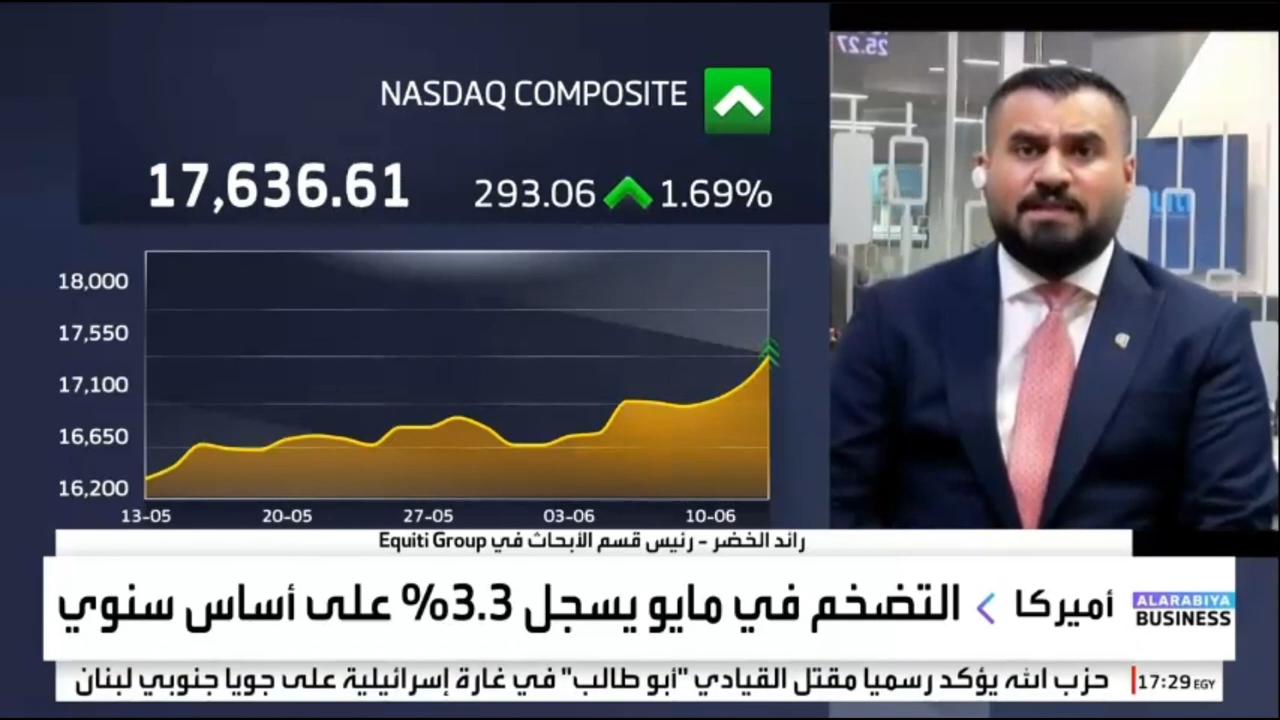 NASDAQ COMPOSITE
17,636.61 293.06 1.69%
18,000
17,550
17,100
16,650
16,200
13-05 20-05 27-05 03-06 10-06
25.27
رائد الخضر - رئيس قسم الأبحاث في Equiti Group
أميركا > التضخم في مايو يسجل 3.3% على أساس سنوي
ALARABIYA
BUSINESS
حزب الله يؤكد رسميا مقتل القيادي "أبو طالب" في غارة إسرائيلية على جويا جنوبي لبنان
17:29 EGY